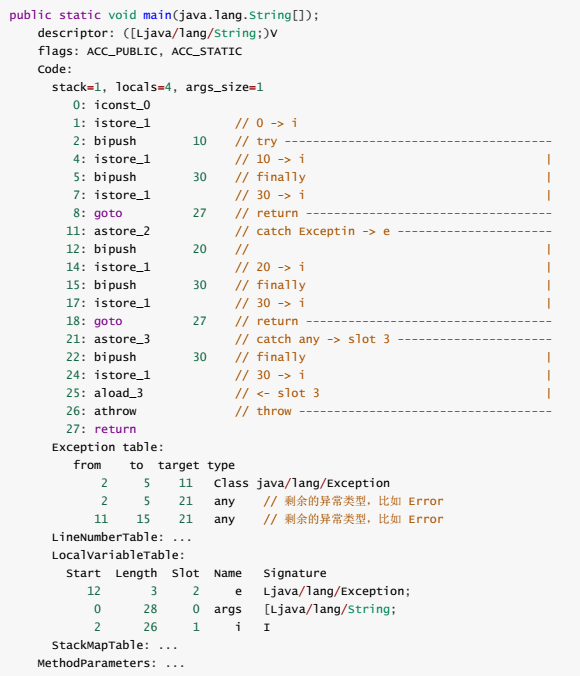 public static void main(java.lang.String[]);
    descriptor: ([Ljava/lang/String;)V
    flags: ACC_PUBLIC, ACC_STATIC
    Code:
      stack=1, locals=4, args_size=1
         0: iconst_0
         1: istore_1             // 0 -> i
         2: bipush        10    // try --------------------------------------
         4: istore_1             // 10 -> i                                  |
         5: bipush        30    // finally                                  |
         7: istore_1             // 30 -> i                                  |
         8: goto          27    // return -----------------------------------
        11: astore_2             // catch Exceptin -> e ----------------------
        12: bipush        20    //                                          |
        14: istore_1             // 20 -> i                                  |
        15: bipush        30    // finally                                  |
        17: istore_1             // 30 -> i                                  |
        18: goto          27    // return -----------------------------------
        21: astore_3             // catch any -> slot 3 ----------------------
        22: bipush        30    // finally                                  |
        24: istore_1             // 30 -> i                                  |
        25: aload_3              // <- slot 3                                |
        26: athrow               // throw ------------------------------------
        27: return
      Exception table:
         from    to  target type
             2     5    11   Class java/lang/Exception
             2     5    21   any    // 剩余的异常类型，比如 Error
            11    15    21   any    // 剩余的异常类型，比如 Error
      LineNumberTable: ...
      LocalVariableTable:
        Start  Length  Slot  Name   Signature
           12       3     2     e   Ljava/lang/Exception;
            0      28     0  args   [Ljava/lang/String;
            2      26     1     i   I
      StackMapTable: ...
    MethodParameters: ...